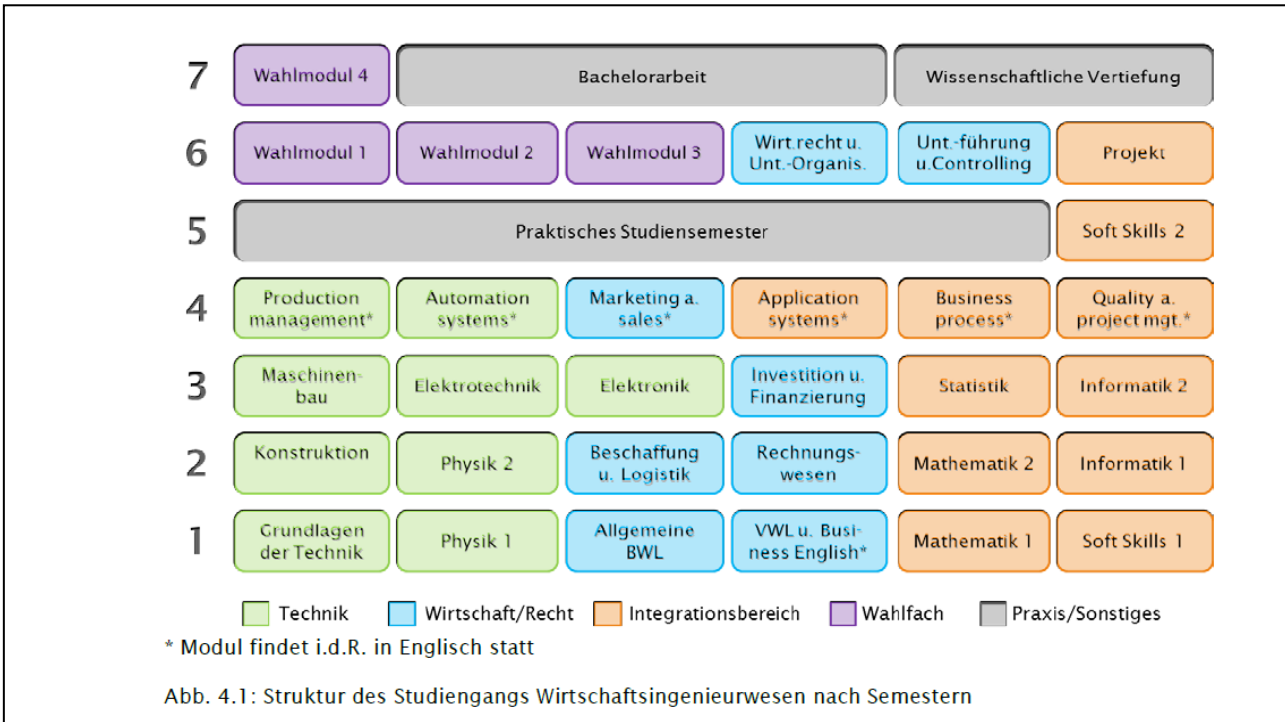 7
Wahlmodul 4
Bachelorarbeit
Wissenschaftliche Vertiefung
6
Wahlmodul 1
Wahlmodul 2
Wahlmodul 3
Wirt.recht u.
Unt.-Organis.
Unt.-führung
u.Controlling
Projekt
5
Praktisches Studiensemester
Soft Skills 2
4
Production
management*
Automation
systems*
Marketing a.
sales*
Application
systems*
Business
process*
Quality a.
project mgt.*
3
Maschinen-
bau
Elektrotechnik
Elektronik
Investition u.
Finanzierung
Statistik
Informatik 2
2
Konstruktion
Physik 2
Beschaffung
u. Logistik
Rechnungs-
wesen
Mathematik 2
Informatik 1
1
Grundlagen
der Technik
Physik 1
Allgemeine
BWL
VWL u. Busi-
ness English*
Mathematik 1
Soft Skills 1
Technik
Wirtschaft/Recht
Integrationsbereich
Wahlfach
Praxis/Sonstiges
* Modul findet i.d.R. in Englisch statt
Abb. 4.1: Struktur des Studiengangs Wirtschaftsingenieurwesen nach Semestern